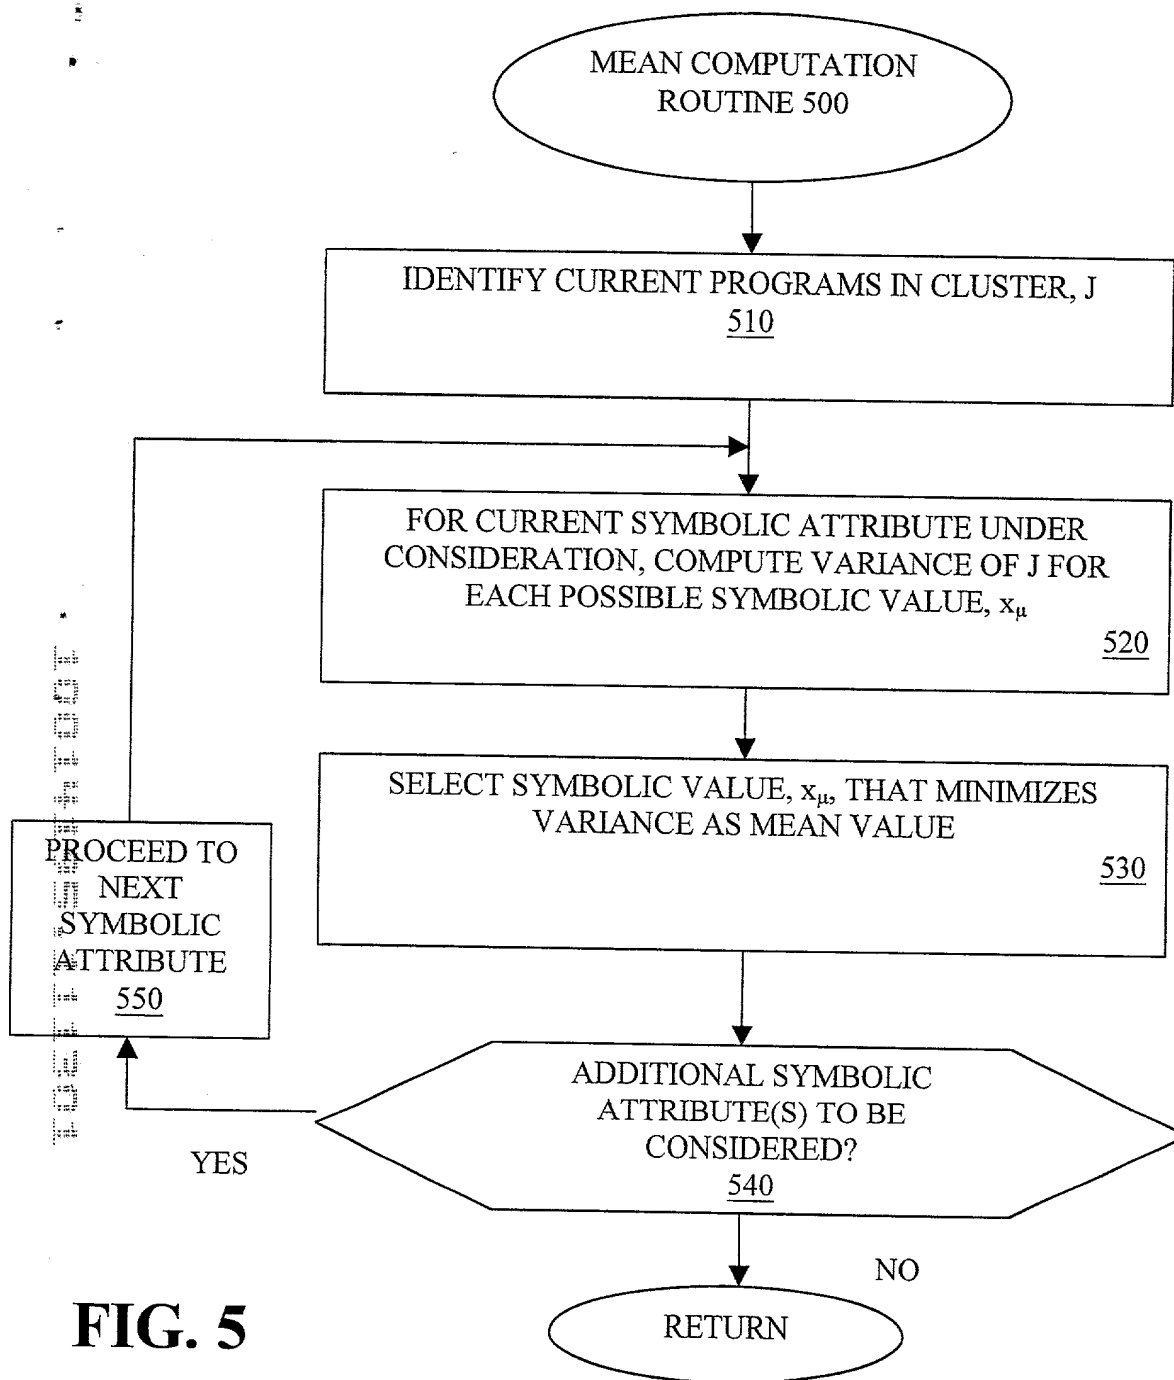 MEAN COMPUTATION
ROUTINE 500
IDENTIFY CURRENT PROGRAMS IN CLUSTER, J
510
FOR CURRENT SYMBOLIC ATTRIBUTE UNDER
CONSIDERATION, COMPUTE VARIANCE OF J FOR
EACH POSSIBLE SYMBOLIC VALUE, xμ
520
SELECT SYMBOLIC VALUE, xμ, THAT MINIMIZES
VARIANCE AS MEAN VALUE
530
PROCEED TO
NEXT
SYMBOLIC
ATTRIBUTE
550
ADDITIONAL SYMBOLIC
ATTRIBUTE(S) TO BE
CONSIDERED?
540
YES
NO
RETURN
FIG. 5